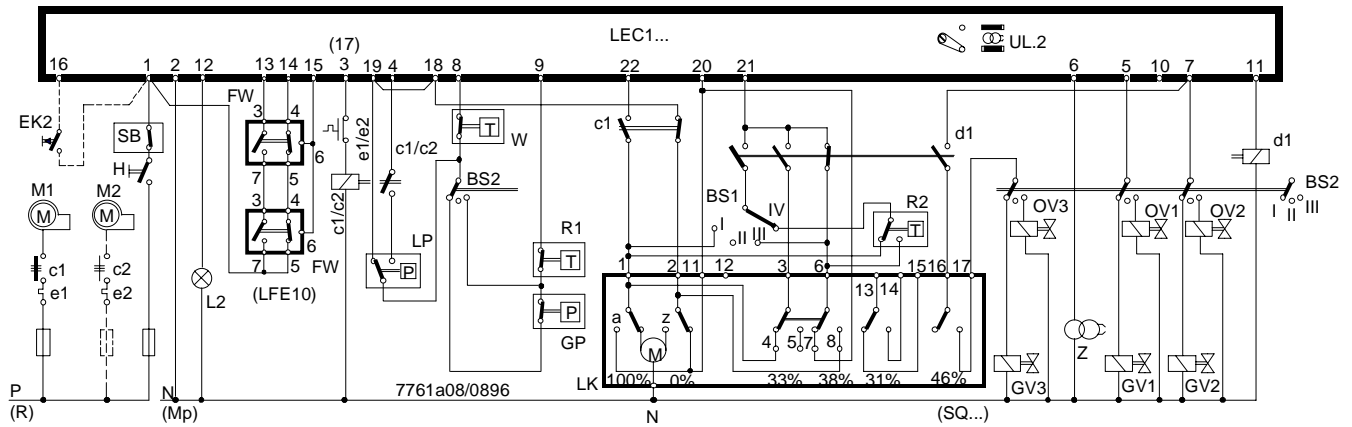 LEC1...
UL.2
(17)
16 1 2 12 13 14 15 3 19 4 18 8 9 22 20 21 6 5 10 7 11
FW
3 4
EK2
SB
e1/e2
T
W
c1
d1
d1
6
H
c1/c2
7 5
M1 M2
BS2
BS1
BS2
M M
3 4
c1/c2
IV
R2
OV3 OV1 OV2
I II III
I II III
T
LP
R1
6
P
T
c1 c2
7 5
FW
1 2 11 12 3 6 15 16 17
e1 e2
L2
(LFE10)
13 14
a z
P
GP
M
4 5 7 8
Z
LK 100% 0% 33% 38% 31% 46%
GV3 GV1 GV2
P N
7761a08/0896
(R) (Mp)
N
(SQ...)